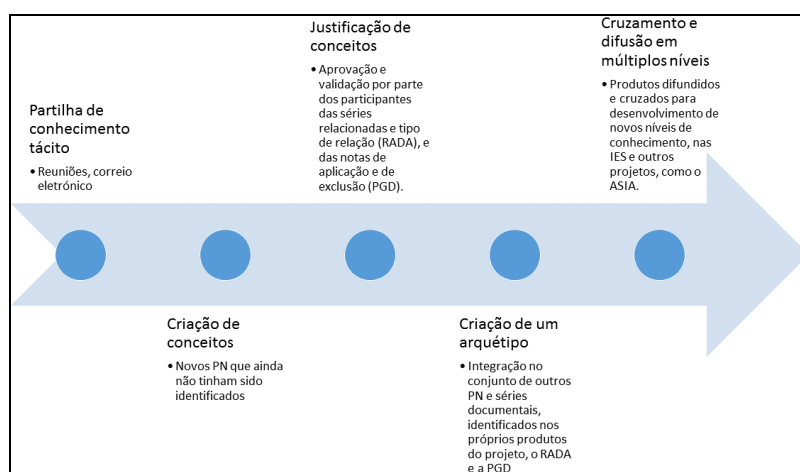 Partilha de
conhecimento
tácito
• Reuniões, correio
eletrónico
Criação de
conceitos
• Novos PN que ainda
não tinham sido
identificados
Justificação de
conceitos
• Aprovação e
validação por parte
dos participantes
das séries
relacionadas e tipo
de relação (RADA), e
das notas de
aplicação e de
exclusão (PGD).
Criação de um
arquétipo
• Integração no
conjunto de outros
PN e séries
documentais,
identificados nos
próprios produtos
do projeto, o RADA
e a PGD
Cruzamento e
difusão em
múltiplos níveis
• Produtos difundidos
e cruzados para
desenvolvimento de
novos níveis de
conhecimento, nas
IES e outros
projetos, como o
ASIA.